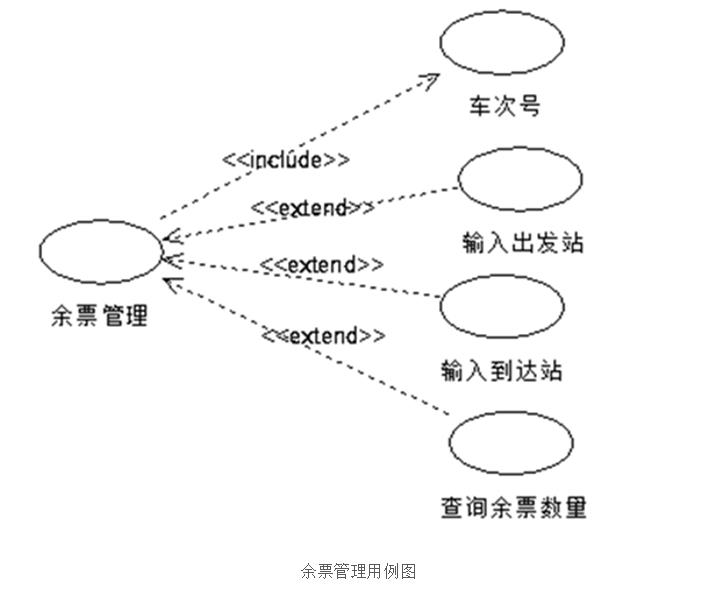 车次号
<<include>>
<<extend>>
输入出发站
<<extend>>
余票管理
<<extend>>
输入到达站
查询余票数量
余票管理用例图